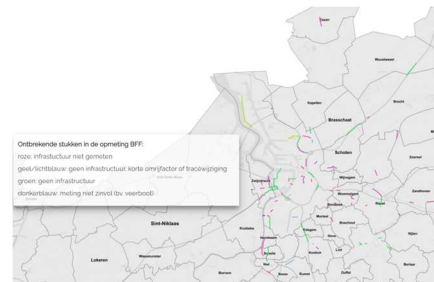 Essen
Wuustwezel
Kapellen
Brecht
Brasschaat
Ontbrekende stukken in de opmeting BFF:
roze: infrastuctuur niet gemeten
geel/lichtblauw: geen infrastructuur, korte omrijfactor of tracéwijziging
groen: geen infrastructuur
donkerblauw: meting niet zinvol (bv. veerboot)
Schoten
Zoersel
Zwijndrecht
Wijnegem
Wommelgem
Ranst
Zandhoven
Sint-Niklaas
Kruibeke
Mortsel
Borsbeek
Hemiksem
Edegem
Hove
Lint
Nijlen
Lokeren
Waasmunster
Temse
Schelle
Niel
Aartselaar
Kontich
Lier
Bornem
Boom
Rumst
Duffel
Berlaar